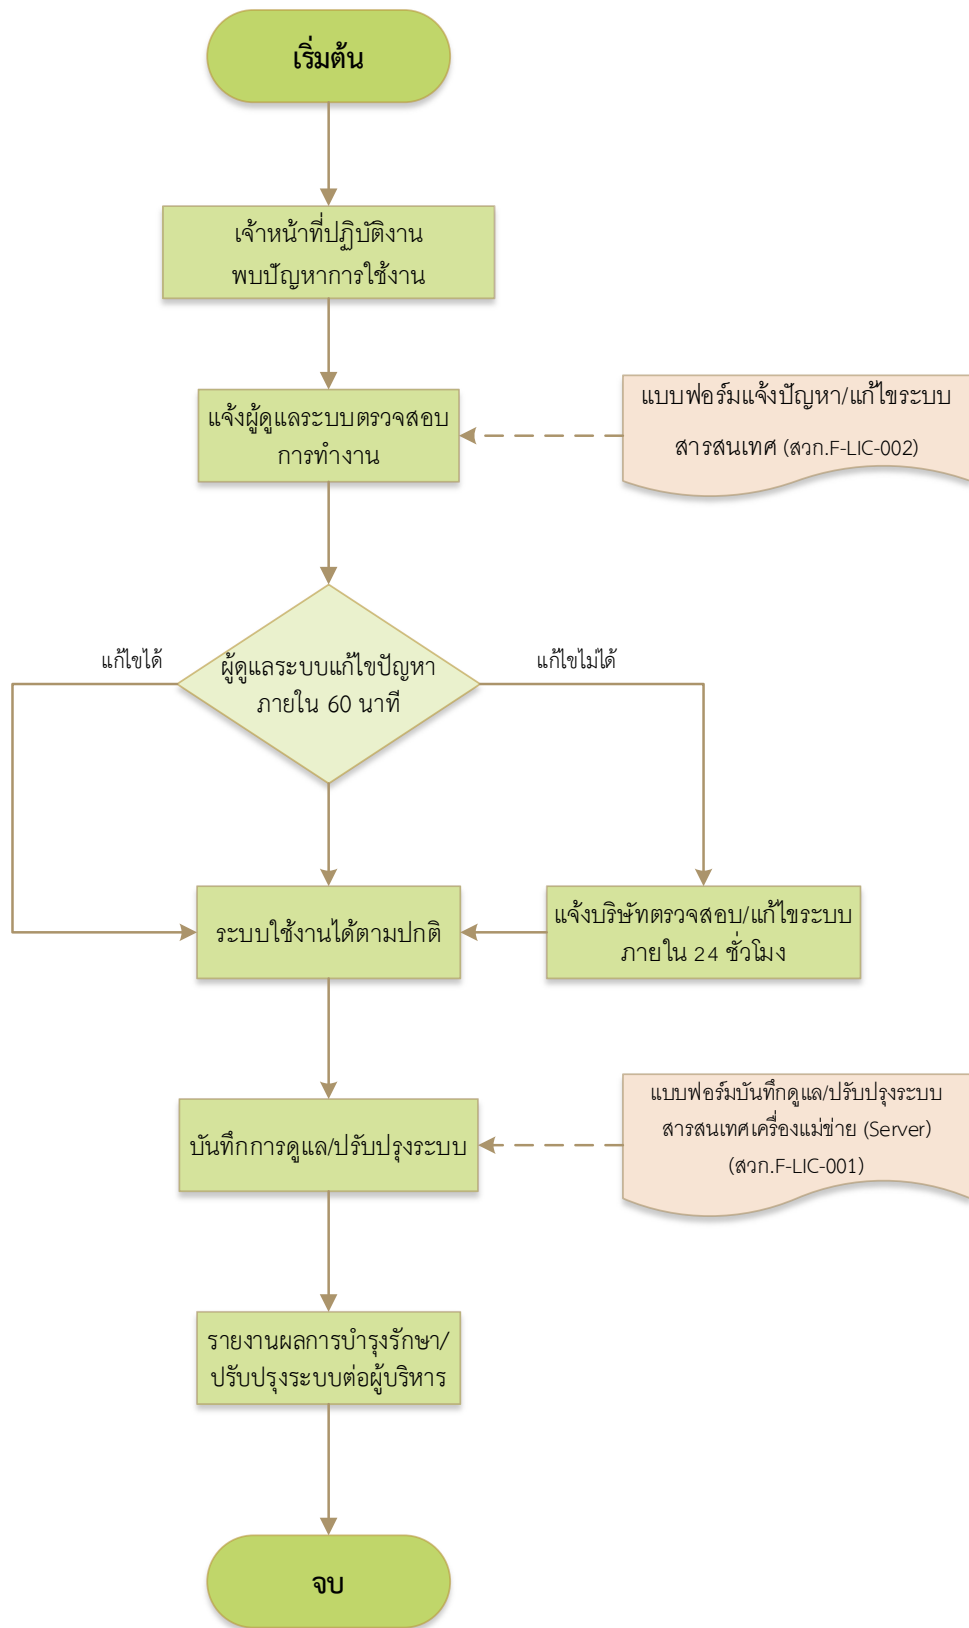 เริ่มต้น
เจ้าหน้าที่ปฏิบัติงาน
พบปัญหาการใช้งาน
แจ้งผู้ดูแลระบบตรวจสอบ
การทำงาน
แบบฟอร์มแจ้งปัญหา/แก้ไขระบบ
สารสนเทศ (สวก.F-LIC-002)
แก้ไขได้
ผู้ดูแลระบบแก้ไขปัญหา
ภายใน 60 นาที
แก้ไขไม่ได้
ระบบใช้งานได้ตามปกติ
แจ้งบริษัทตรวจสอบ/แก้ไขระบบ
ภายใน 24 ชั่วโมง
บันทึกการดูแล/ปรับปรุงระบบ
แบบฟอร์มบันทึกดูแล/ปรับปรุงระบบ
สารสนเทศเครื่องแม่ข่าย (Server)
(สวก.F-LIC-001)
รายงานผลการบำรุงรักษา/
ปรับปรุงระบบต่อผู้บริหาร
จบ